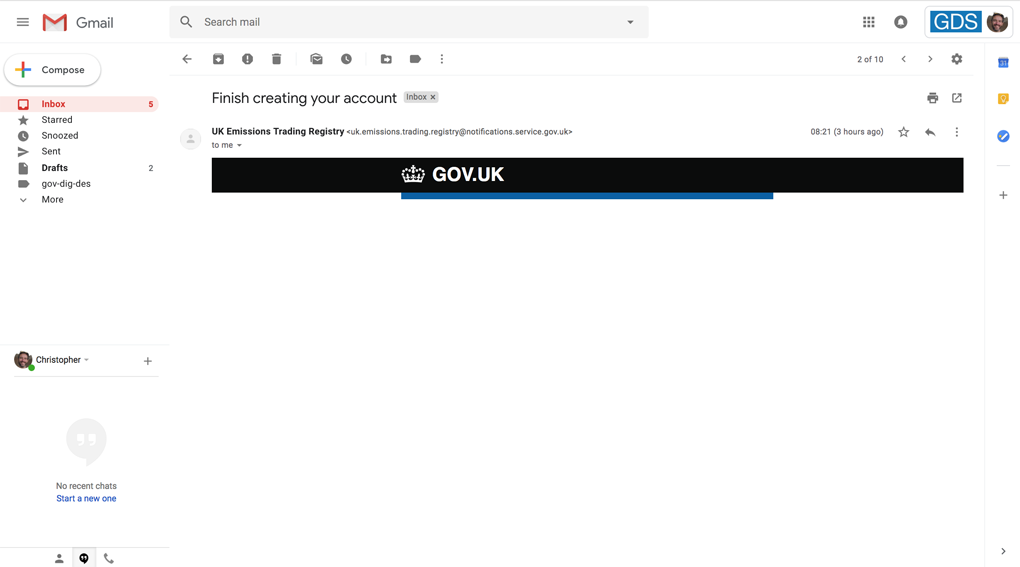 Gmail
Search mail
GDS
Compose
2 of 10
Inbox 5
Starred
Snoozed
Sent
Drafts 2
gov-dig-des
More
Finish creating your account Inbox x
UK Emissions Trading Registry <uk.emissions.trading.registry@notifications.service.gov.uk> 08:21 (3 hours ago)
to me
GOV.UK
Christopher
No recent chats
Start a new one